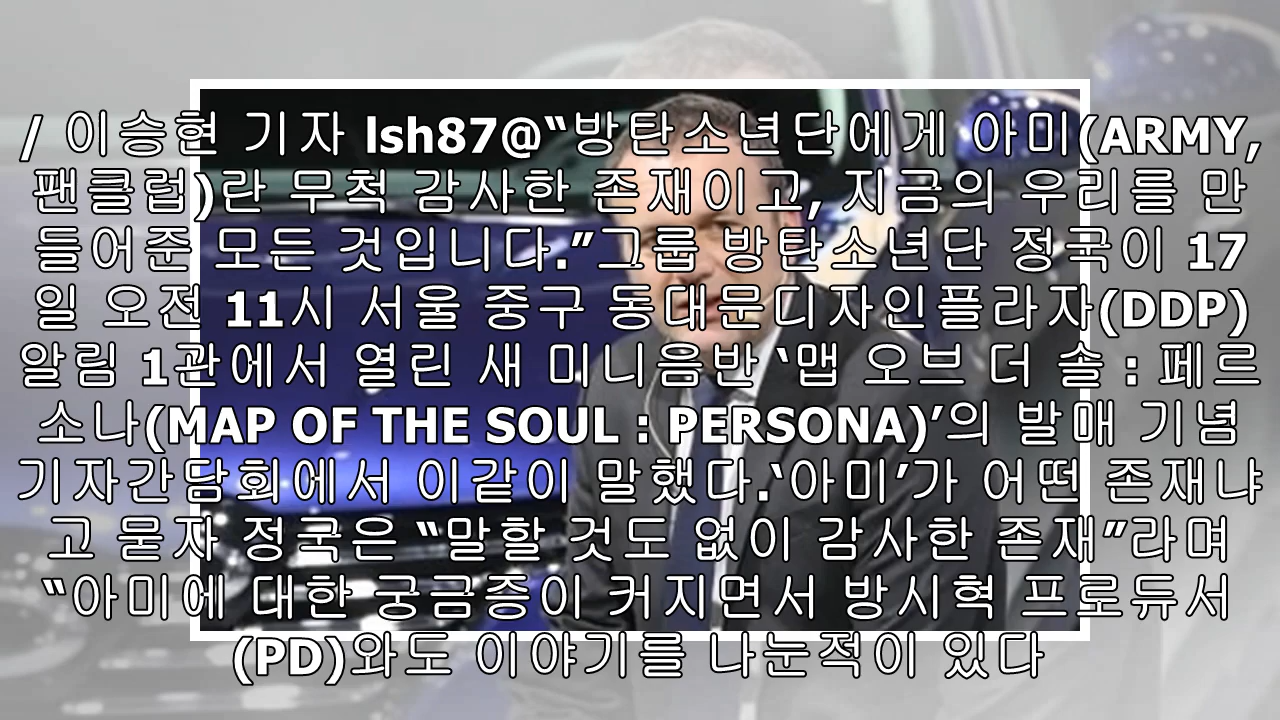 / 이승현 기자 lsh87@“방탄소년단에게 아미(ARMY,
팬클럽)란 무척 감사한 존재이고, 지금의 우리를 만
들어준 모든 것입니다.”그룹 방탄소년단 정국이 17
일 오전 11시 서울 중구 동대문디자인플라자(DDP)
알림 1관에서 열린 새 미니음반 ‘맵 오브 더 솔 : 페르
소나(MAP OF THE SOUL : PERSONA)’의 발매 기념
기자간담회에서 이같이 말했다.‘아미’가 어떤 존재냐
고 묻자 정국은 “말할 것도 없이 감사한 존재”라며
“아미에 대한 궁금증이 커지면서 방시혁 프로듀서
(PD)와도 이야기를 나눈적이 있다